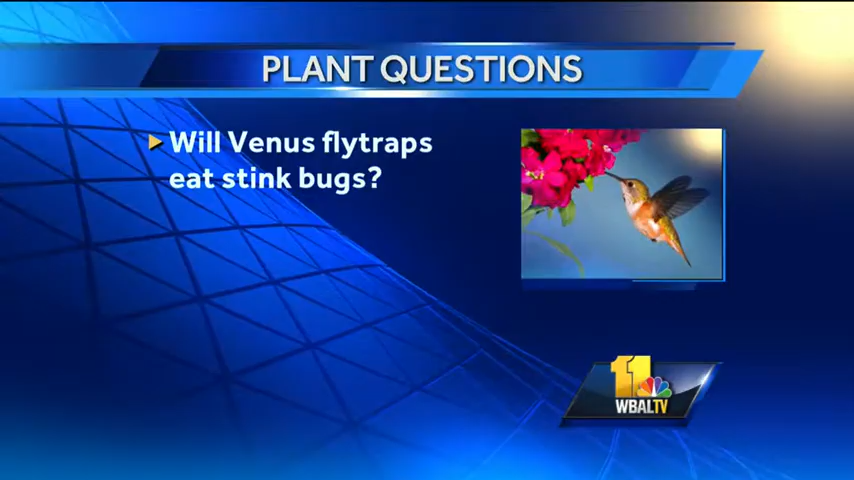 PLANT QUESTIONS
Will Venus flytraps
eat stink bugs?
11
WBALTV